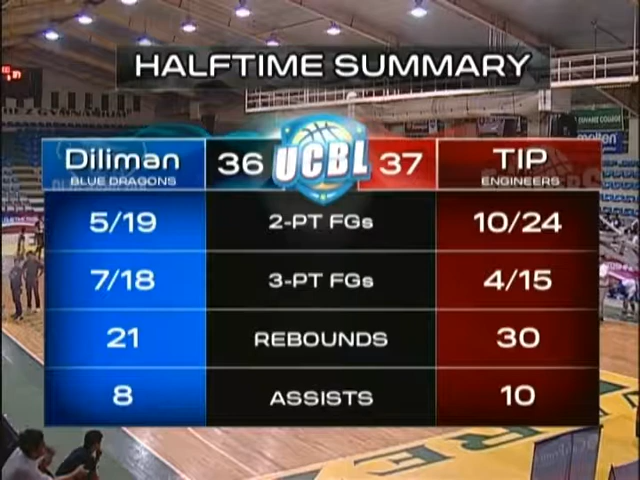 HALFTIME SUMMARY
Diliman 36 UCBL 37 TIP
BLUE DRAGONS ENGINEERS
5/19 2-PT FGs 10/24
7/18 3-PT FGs 4/15
21 REBOUNDS 30
8 ASSISTS 10
molten